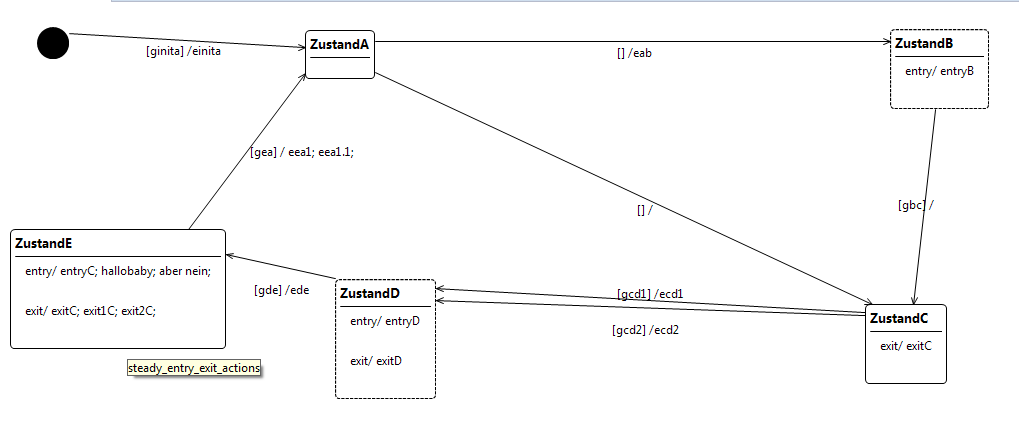 ZustandA
ZustandB
[ginita] /einita
[] /eab
entry/ entryB
[gea] / eea1; eea1.1;
[] /
[gbc] /
ZustandE
entry/ entryC; hallobaby; aber nein;
exit/ exitC; exit1C; exit2C;
[gde] /ede
ZustandD
entry/ entryD
exit/ exitD
[gcd1] /ecd1
[gcd2] /ecd2
ZustandC
exit/ exitC
steady_entry_exit_actions